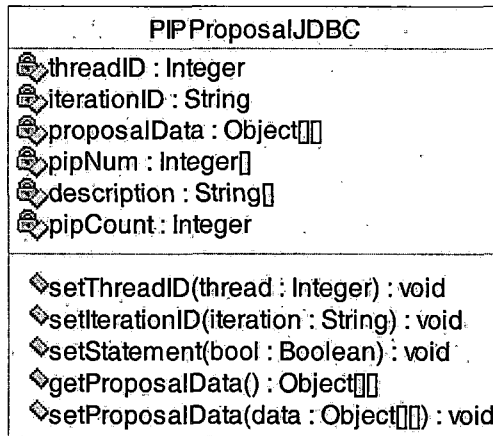 PIPProposalJDBC
threadID : Integer
iterationID : String
proposalData : Object[][]
pipNum : Integer[]
description : String[]
pipCount : Integer
setThreadID(thread : Integer) : void
setIterationID(iteration : String) : void
setStatement(bool : Boolean) : void
getProposalData() : Object[][]
setProposalData(data : Object[][]) : void